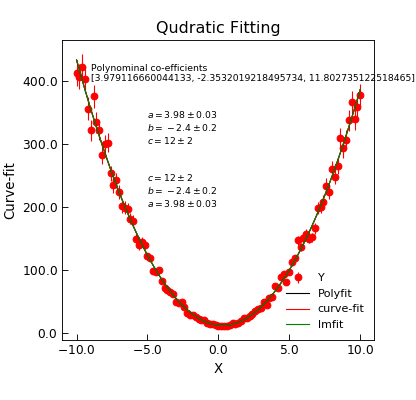 Qudratic Fitting
Polynominal co-efficients
[3.979116660044133, -2.3532019218495734, 11.802735122518465]
a = 3.98 ± 0.03
b = −2.4 ± 0.2
c = 12 ± 2
c = 12 ± 2
b = −2.4 ± 0.2
a = 3.98 ± 0.03
400.0
300.0
200.0
100.0
0.0
Curve-fit
Y
Polyfit
curve-fit
lmfit
−10.0 −5.0 0.0 5.0 10.0
X